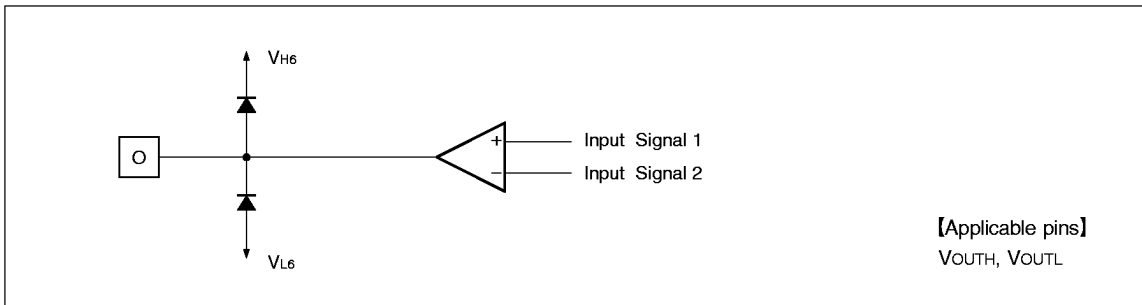 VH6
O
+ Input Signal 1
− Input Signal 2
VL6
【Applicable pins】
VOUTH, VOUTL